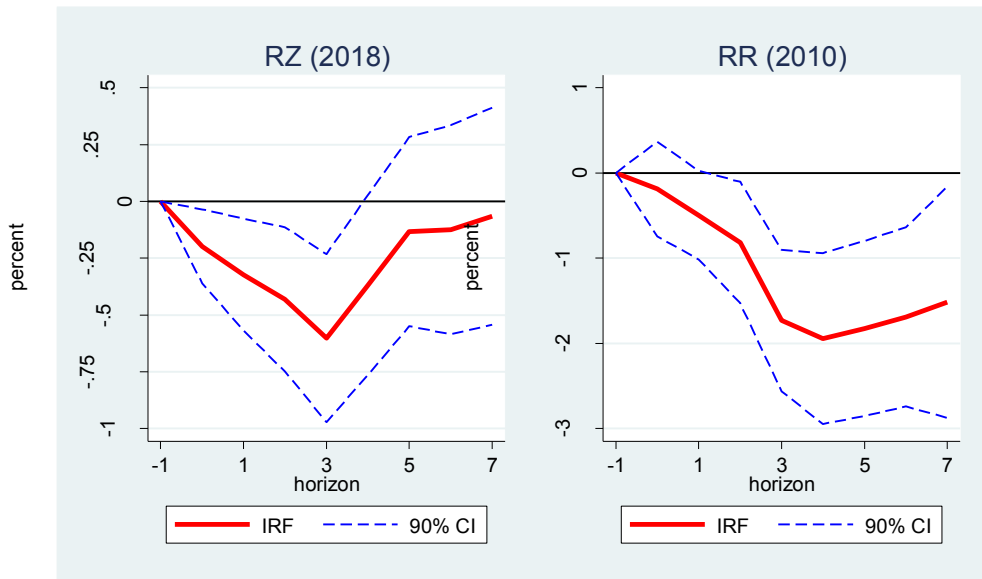 RZ (2018)
percent
.5
.25
0
-.25
-.5
-.75
-1
-1 1 3 5 7
horizon
IRF 90% CI
RR (2010)
percent
1
0
-1
-2
-3
-1 1 3 5 7
horizon
IRF 90% CI